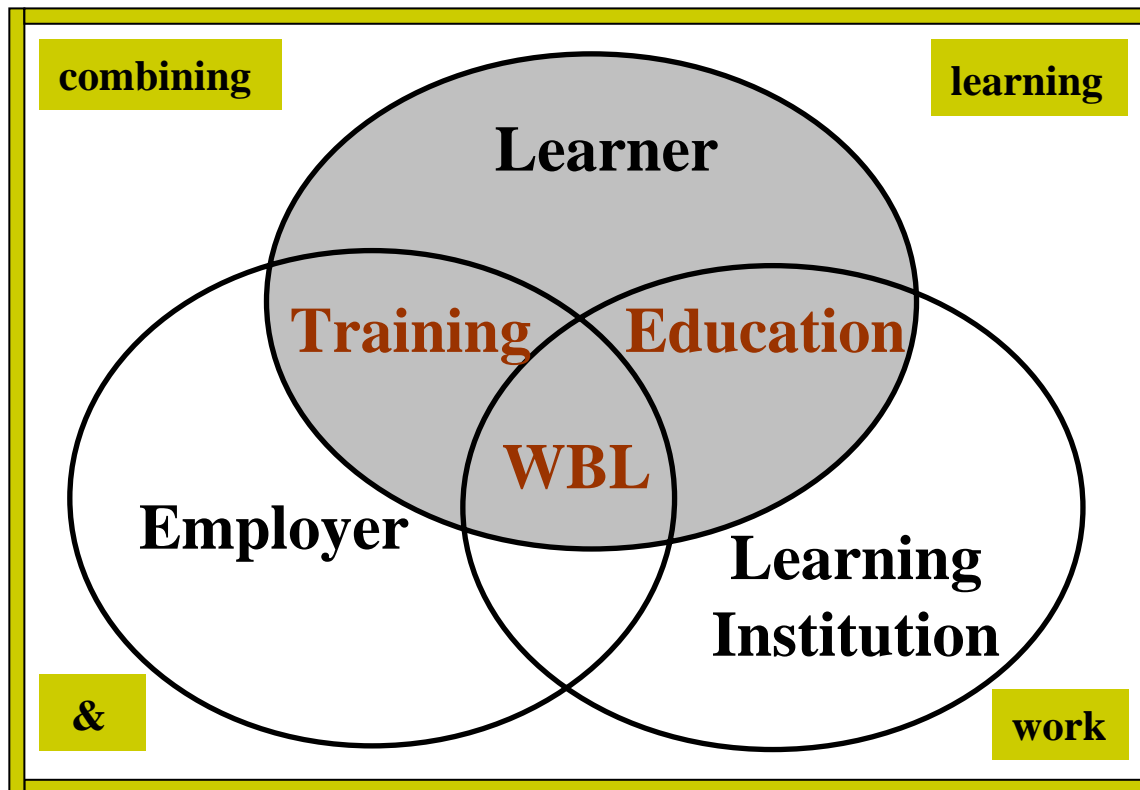 combining
learning
Learner
Training
Education
WBL
Employer
Learning
Institution
&
work